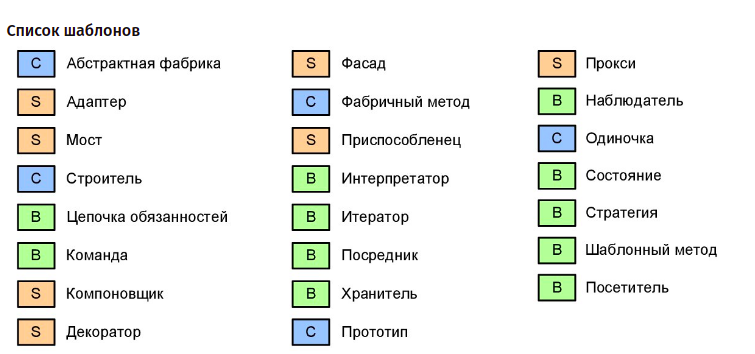 Список шаблонов
C Абстрактная фабрика
S Адаптер
S Мост
C Строитель
B Цепочка обязанностей
B Команда
S Компоновщик
S Декоратор
S Фасад
C Фабричный метод
S Приспособленец
B Интерпретатор
B Итератор
B Посредник
B Хранитель
C Прототип
S Прокси
B Наблюдатель
C Одиночка
B Состояние
B Стратегия
B Шаблонный метод
B Посетитель